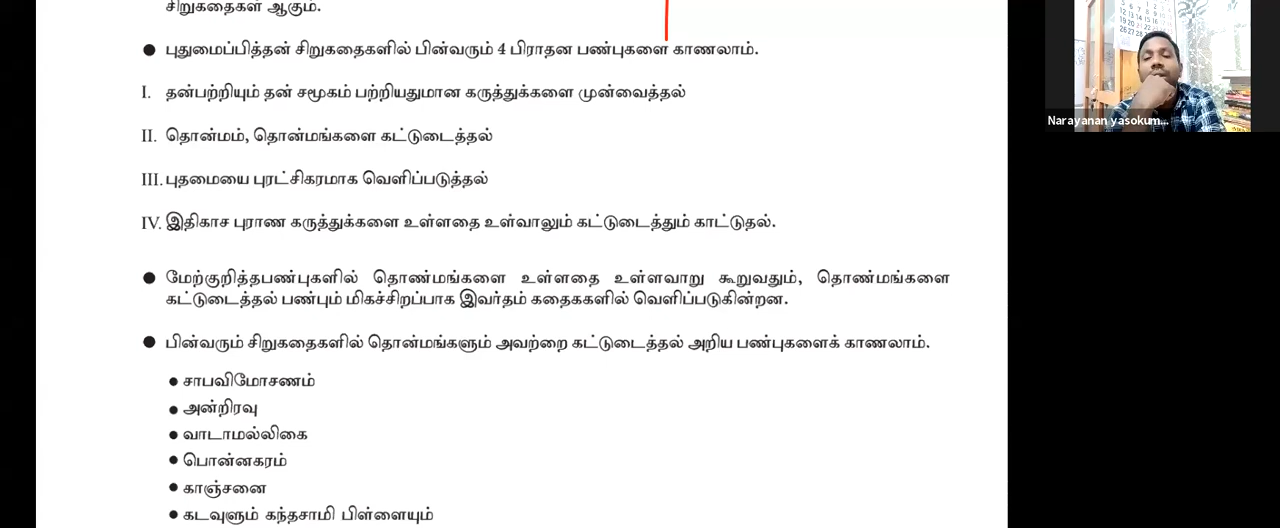 சிறுகதைகள் ஆகும்.
● புதுமைப்பித்தன் சிறுகதைகளில் பின்வரும் 4 பிராதன பண்புகளை காணலாம்.
I. தன்பற்றியும் தன் சமூகம் பற்றியதுமான கருத்துக்களை முன்வைத்தல்
II. தொன்மம், தொன்மங்களை கட்டுடைத்தல்
III. புதமையை புரட்சிகரமாக வெளிப்படுத்தல்
IV. இதிகாச புராண கருத்துக்களை உள்ளதை உள்வாலும் கட்டுடைத்தும் காட்டுதல்.
● மேற்குறித்தபண்புகளில் தொண்மங்களை உள்ளதை உள்ளவாறு கூறுவதும், தொண்மங்களை
கட்டுடைத்தல் பண்பும் மிகச்சிறப்பாக இவர்தம் கதைககளில் வெளிப்படுகின்றன.
● பின்வரும் சிறுகதைகளில் தொன்மங்களும் அவற்றை கட்டுடைத்தல் அறிய பண்புகளைக் காணலாம்.
● சாபவிமோசணம்
● அன்றிரவு
● வாடாமல்லிகை
● பொன்னகரம்
● காஞ்சனை
● கடவுளும் கந்தசாமி பிள்ளையும்
Narayanan yasokum...